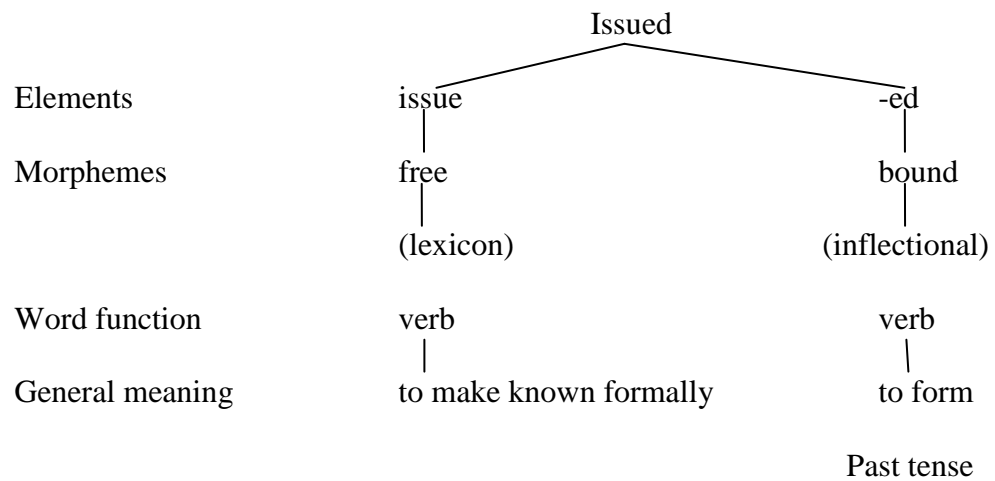 Issued
Elements issue -ed
Morphemes free bound
(lexicon) (inflectional)
Word function verb verb
General meaning to make known formally to form
Past tense